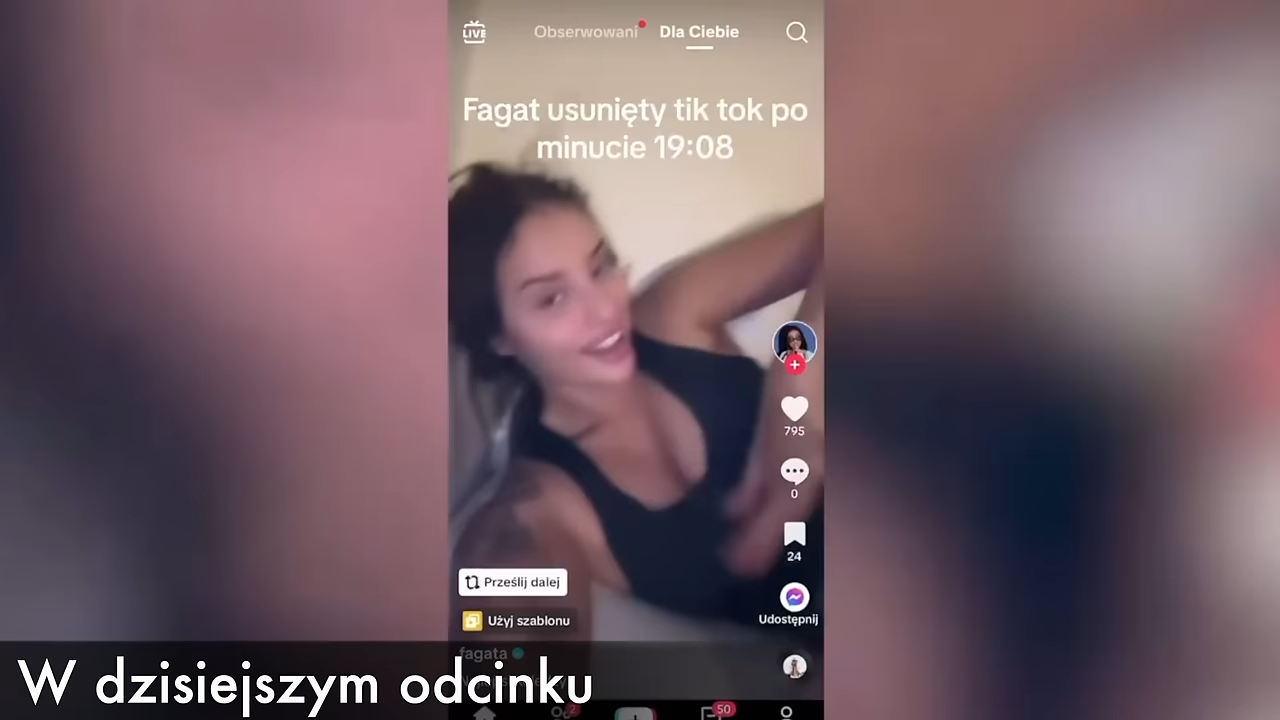 LIVE
Obserwowani Dla Ciebie
Fagat usunięty tik tok po
minucie 19:08
795
0
24
Prześlij dalej
Użyj szablonu
Udostępnij
fagata
W dzisiejszym odcinku
2
50